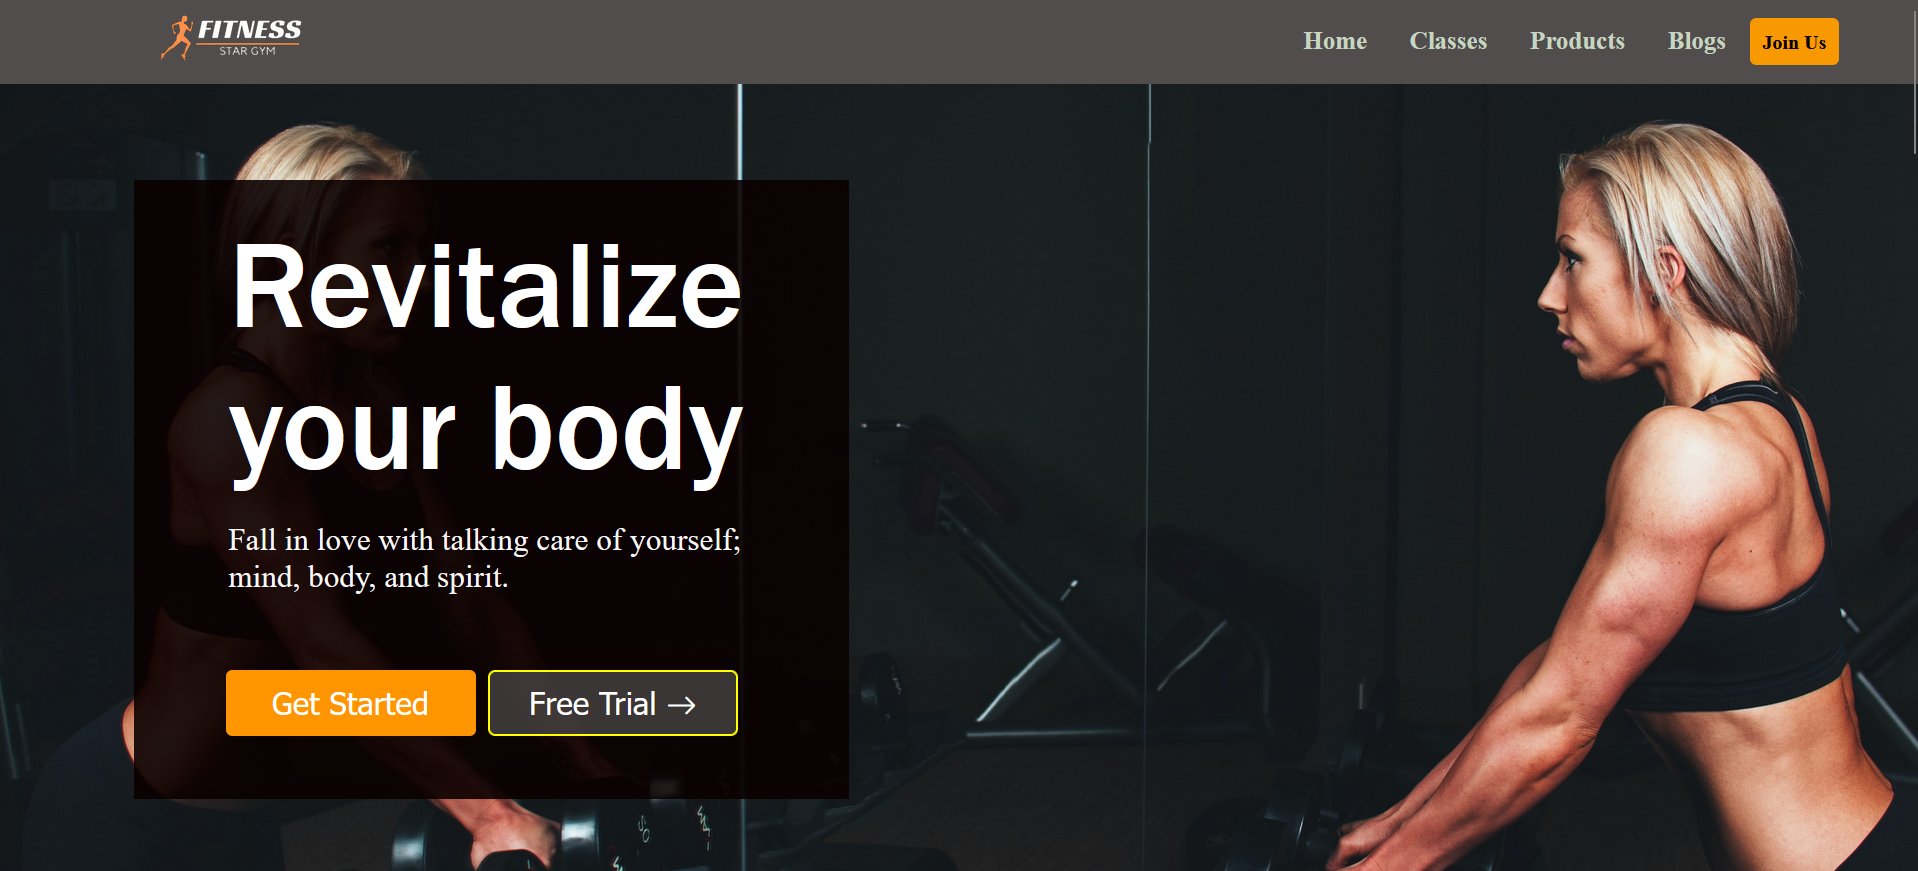 FITNESS
STAR GYM
Home Classes Products Blogs Join Us
Revitalize
your body
Fall in love with talking care of yourself;
mind, body, and spirit.
Get Started Free Trial →